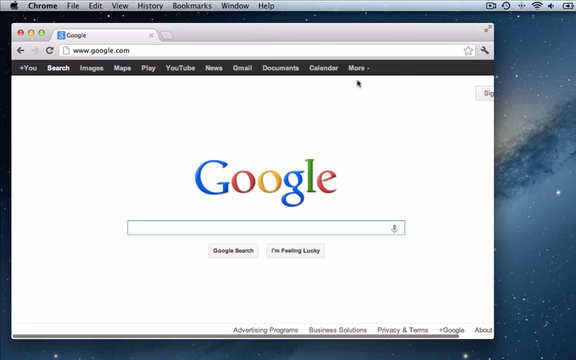 Chrome File Edit View History Bookmarks Window Help
Google
www.google.com
+You Search Images Maps Play YouTube News Gmail Documents Calendar More
Sig
Google
Google Search I'm Feeling Lucky
Advertising Programs Business Solutions Privacy & Terms +Google About